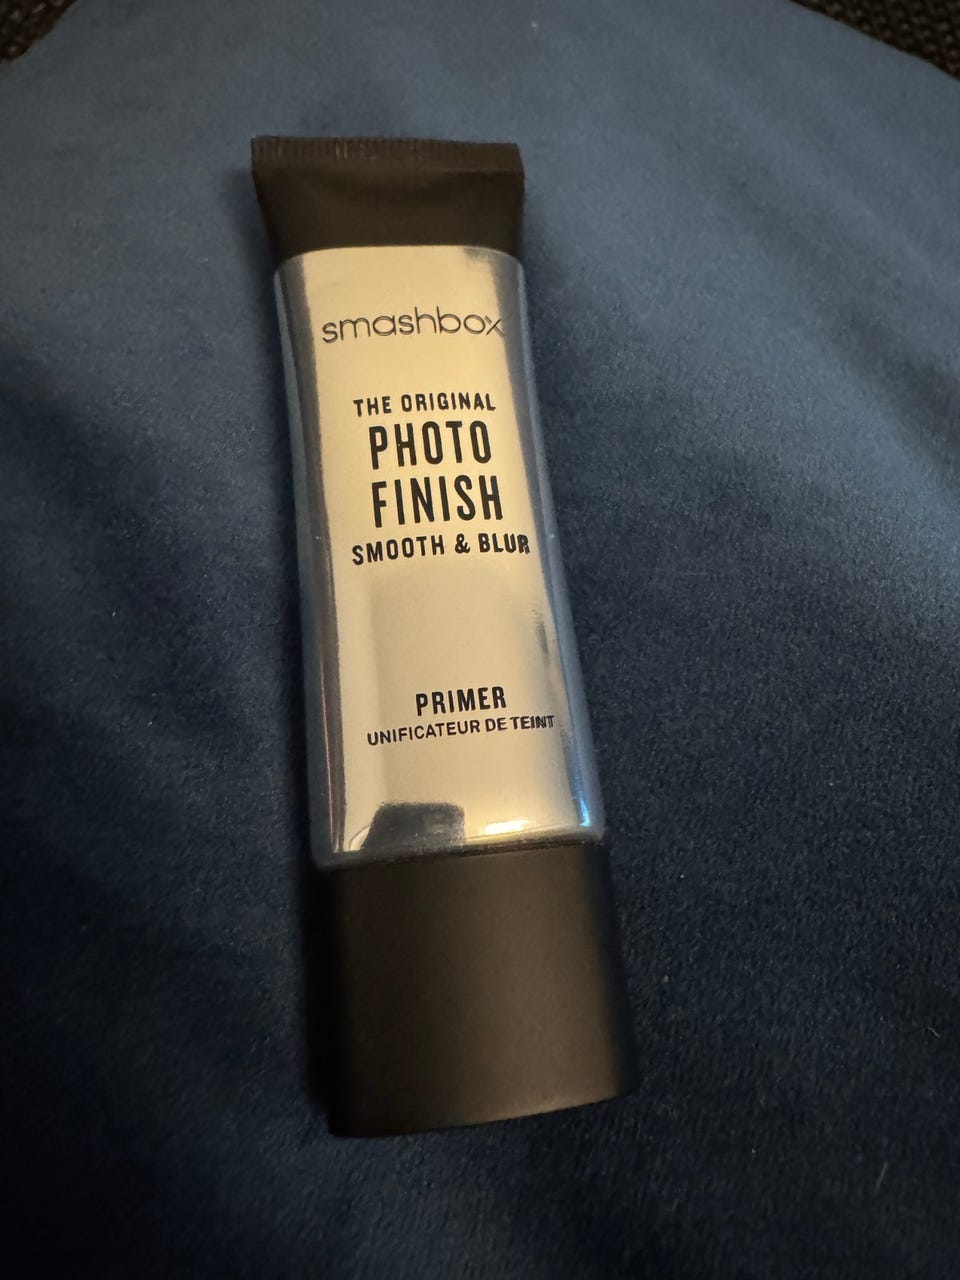 smashbox
THE ORIGINAL
PHOTO
FINISH
SMOOTH & BLUR
PRIMER
UNIFICATEUR DE TEINT